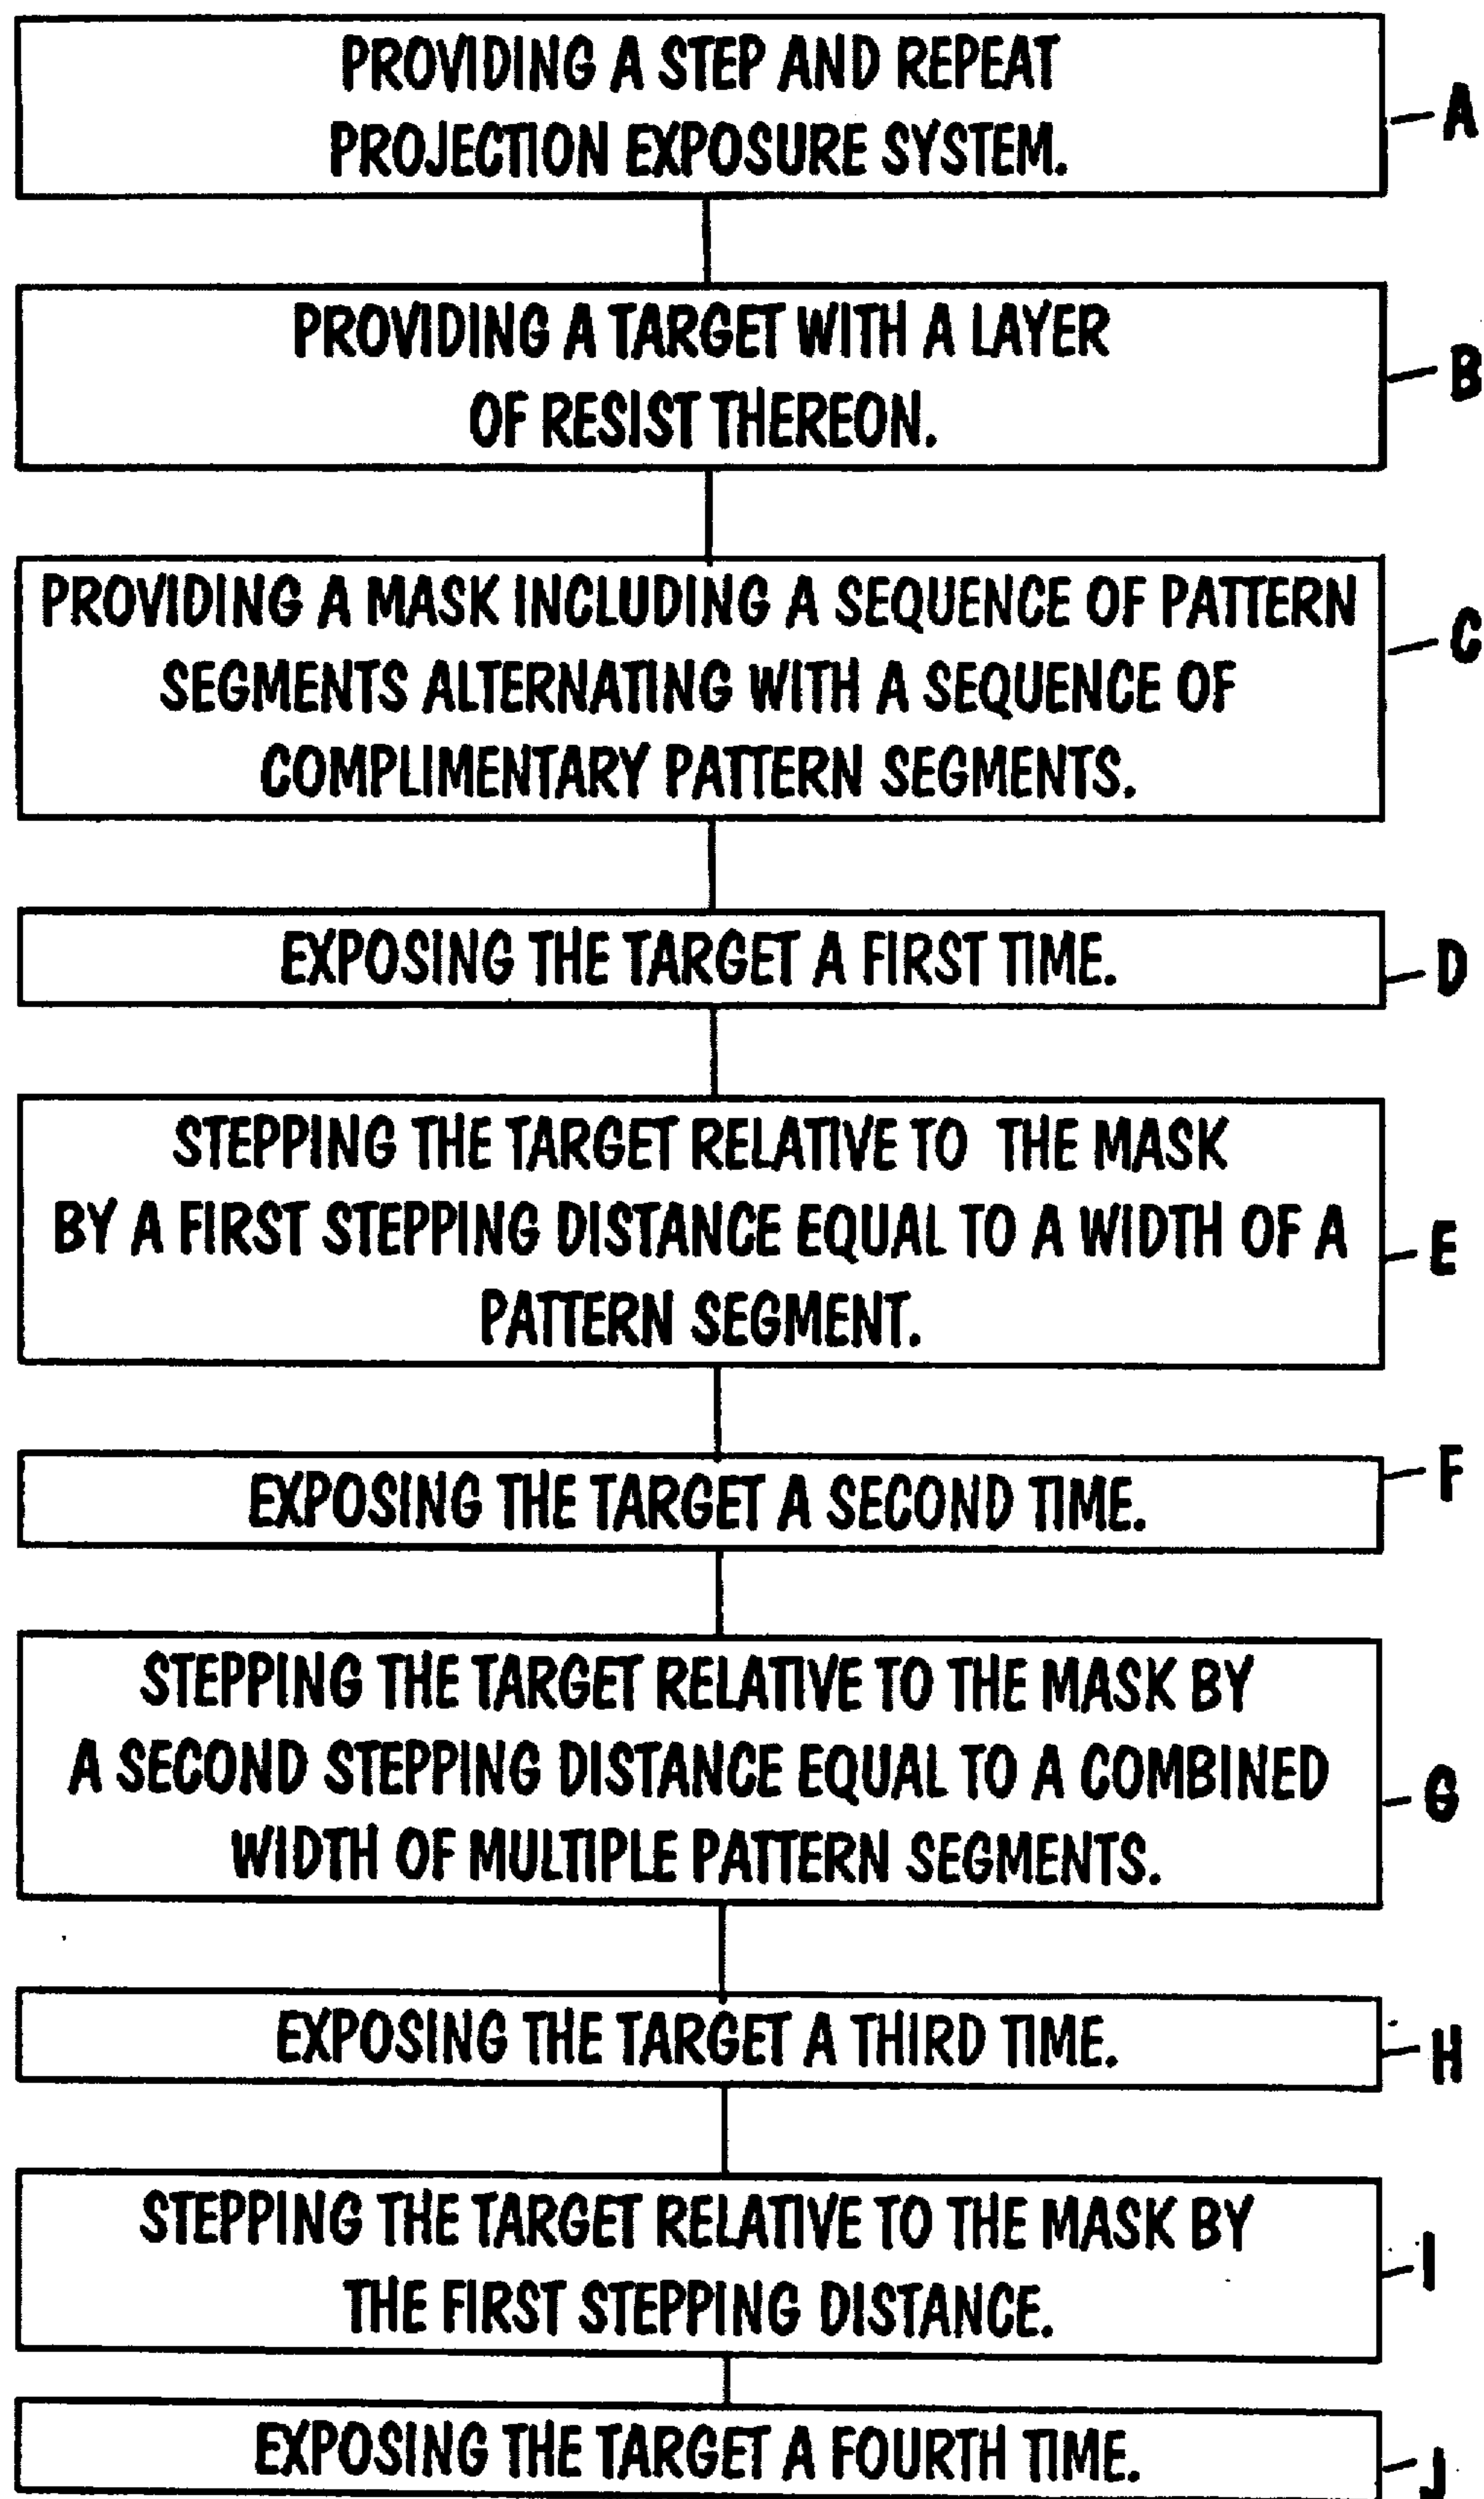 PROVIDING A STEP AND REPEAT
PROJECTION EXPOSURE SYSTEM.
A
PROVIDING A TARGET WITH A LAYER
OF RESIST THEREON.
B
PROVIDING A MASK INCLUDING A SEQUENCE OF PATTERN
SEGMENTS ALTERNATING WITH A SEQUENCE OF
COMPLIMENTARY PATTERN SEGMENTS.
C
EXPOSING THE TARGET A FIRST TIME.
D
STEPPING THE TARGET RELATIVE TO THE MASK
BY A FIRST STEPPING DISTANCE EQUAL TO A WIDTH OF A
PATTERN SEGMENT.
E
EXPOSING THE TARGET A SECOND TIME.
F
STEPPING THE TARGET RELATIVE TO THE MASK BY
A SECOND STEPPING DISTANCE EQUAL TO A COMBINED
WIDTH OF MULTIPLE PATTERN SEGMENTS.
G
EXPOSING THE TARGET A THIRD TIME.
H
STEPPING THE TARGET RELATIVE TO THE MASK BY
THE FIRST STEPPING DISTANCE.
I
EXPOSING THE TARGET A FOURTH TIME.
J